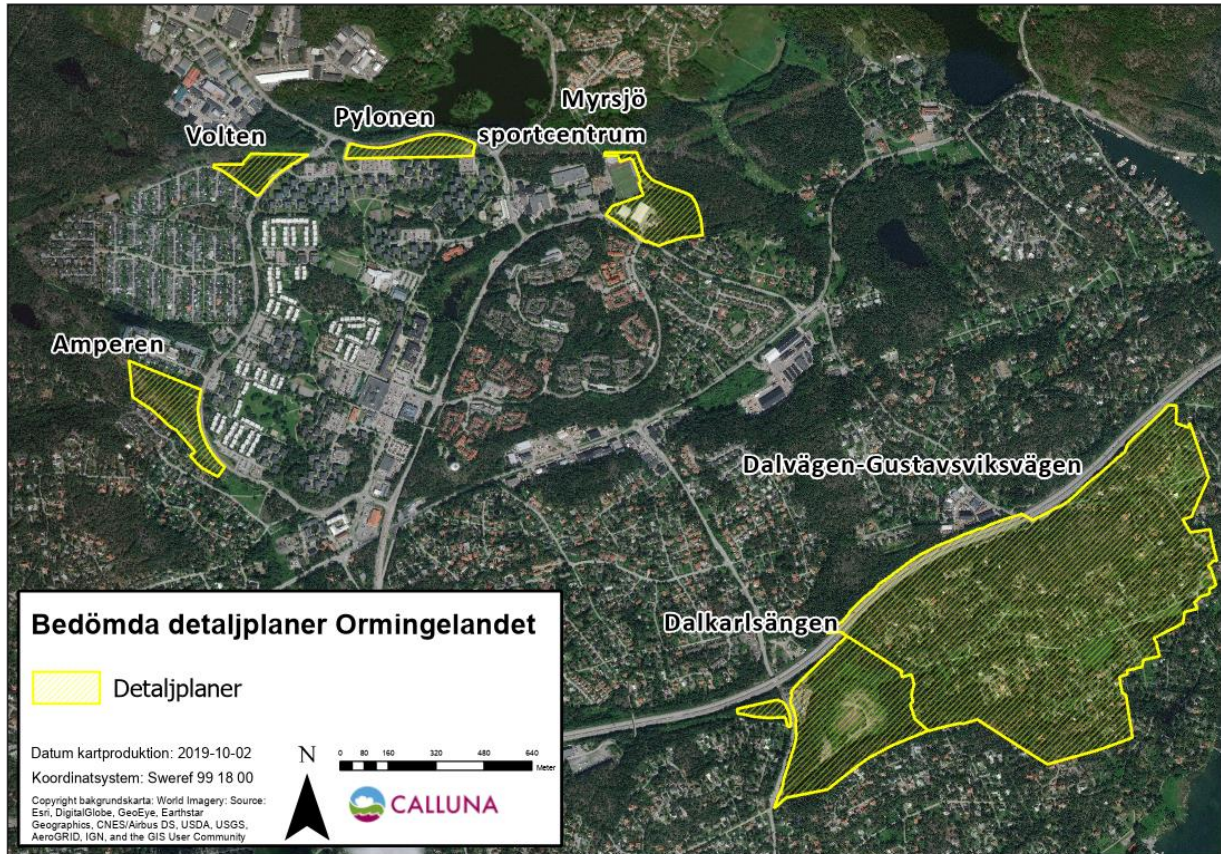 Myrsjö
sportcentrum
Pylonen
Volten
Amperen
Dalvägen-Gustavsviksvägen
Dalkarlsängen
Bedömda detaljplaner Ormingelandet
Detaljplaner
Datum kartproduktion: 2019-10-02
Koordinatsystem: Sweref 99 18 00
Copyright bakgrundskarta: World Imagery: Source:
Esri, DigitalGlobe, GeoEye, Earthstar
Geographics, CNES/Airbus DS, USDA, USGS,
AeroGRID, IGN, and the GIS User Community
N
0 80 160 320 480 640
Meter
CALLUNA